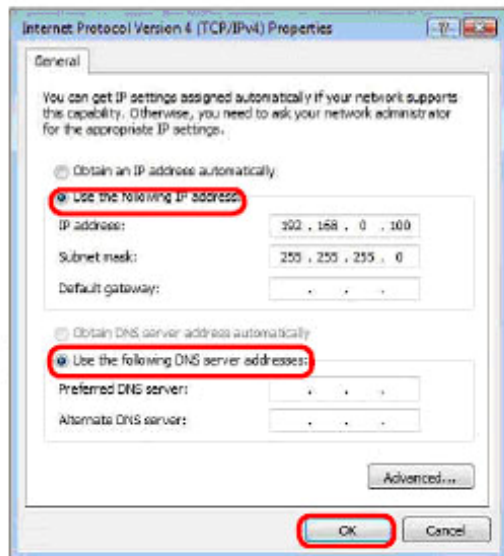 Internet Protocol Version 4 (TCP/IPv4) Properties
General
You can get IP settings assigned automatically if your network supports
this capability. Otherwise, you need to ask your network administrator
for the appropriate IP settings.
Obtain an IP address automatically
Use the following IP address:
IP address: 192 . 168 . 0 . 100
Subnet mask: 255 . 255 . 255 . 0
Default gateway: . . .
Obtain DNS server address automatically
Use the following DNS server addresses:
Preferred DNS server: . . .
Alternate DNS server: . . .
Advanced...
OK Cancel